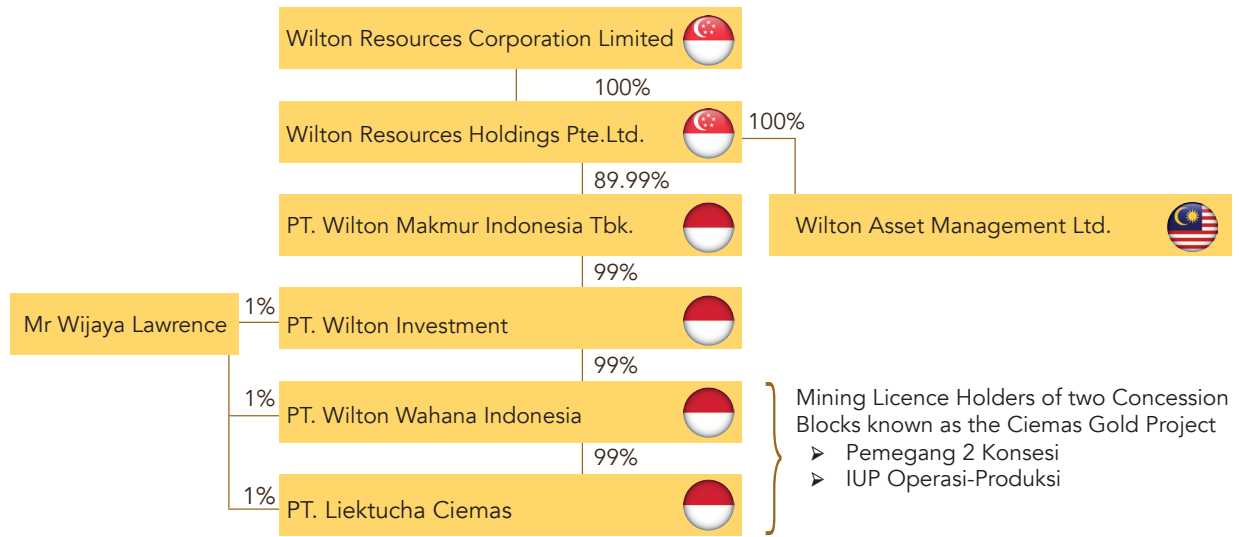 Wilton Resources Corporation Limited
100%
Wilton Resources Holdings Pte.Ltd.
100%
89.99%
PT. Wilton Makmur Indonesia Tbk.
Wilton Asset Management Ltd.
99%
Mr Wijaya Lawrence
1%
PT. Wilton Investment
99%
1%
PT. Wilton Wahana Indonesia
99%
1%
PT. Liektucha Ciemas
Mining Licence Holders of two Concession
Blocks known as the Ciemas Gold Project
➢ Pemegang 2 Konsesi
➢ IUP Operasi-Produksi